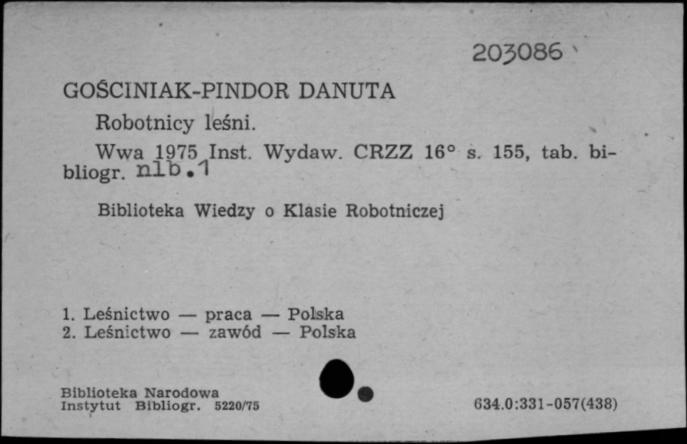 203086
GOŚCINIAK-PINDOR DANUTA
Robotnicy leśni.
Wwa 1975 Inst. Wydaw. CRZZ 16° s. 155, tab. bi-
bliogr. nlb. 1
Biblioteka Wiedzy o Klasie Robotniczej
1. Leśnictwo — praca — Polska
2. Leśnictwo — zawód — Polska
Biblioteka Narodowa
Instytut Bibliogr. 5220/75
634.0:331-057(438)